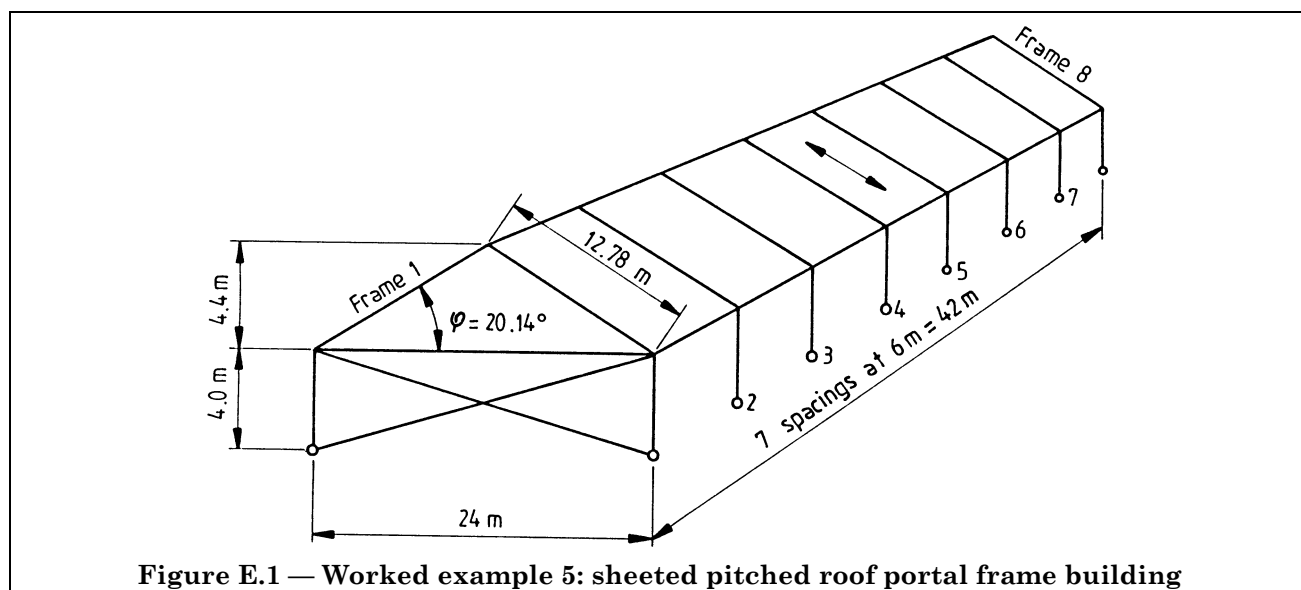 Frame 8
Frame 1
12.78 m
4.4 m
φ = 20.14°
4.0 m
2
3
4
5
6
7
7 spacings at 6 m = 42 m
24 m
Figure E.1 — Worked example 5: sheeted pitched roof portal frame building